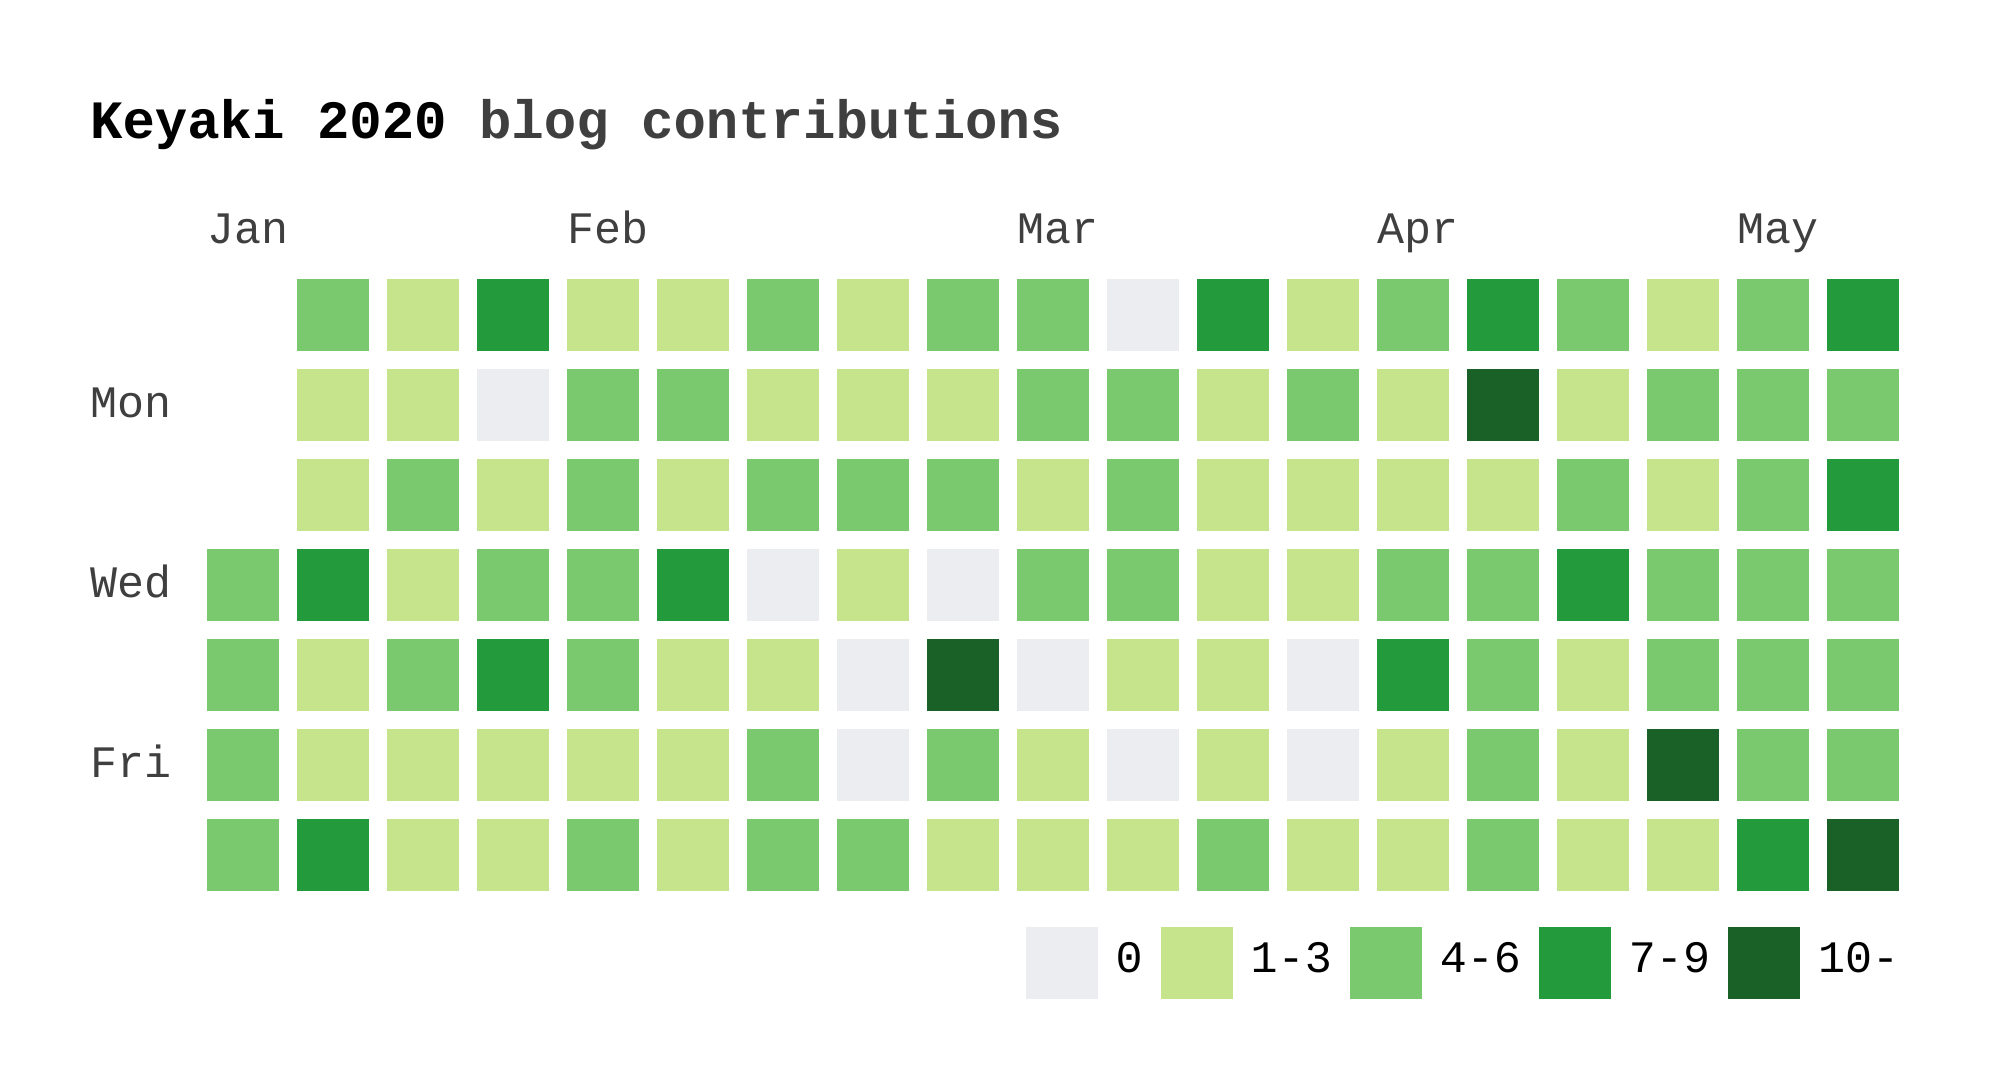 Keyaki 2020 blog contributions
Jan Feb Mar Apr May
Mon
Wed
Fri
0 1-3 4-6 7-9 10-